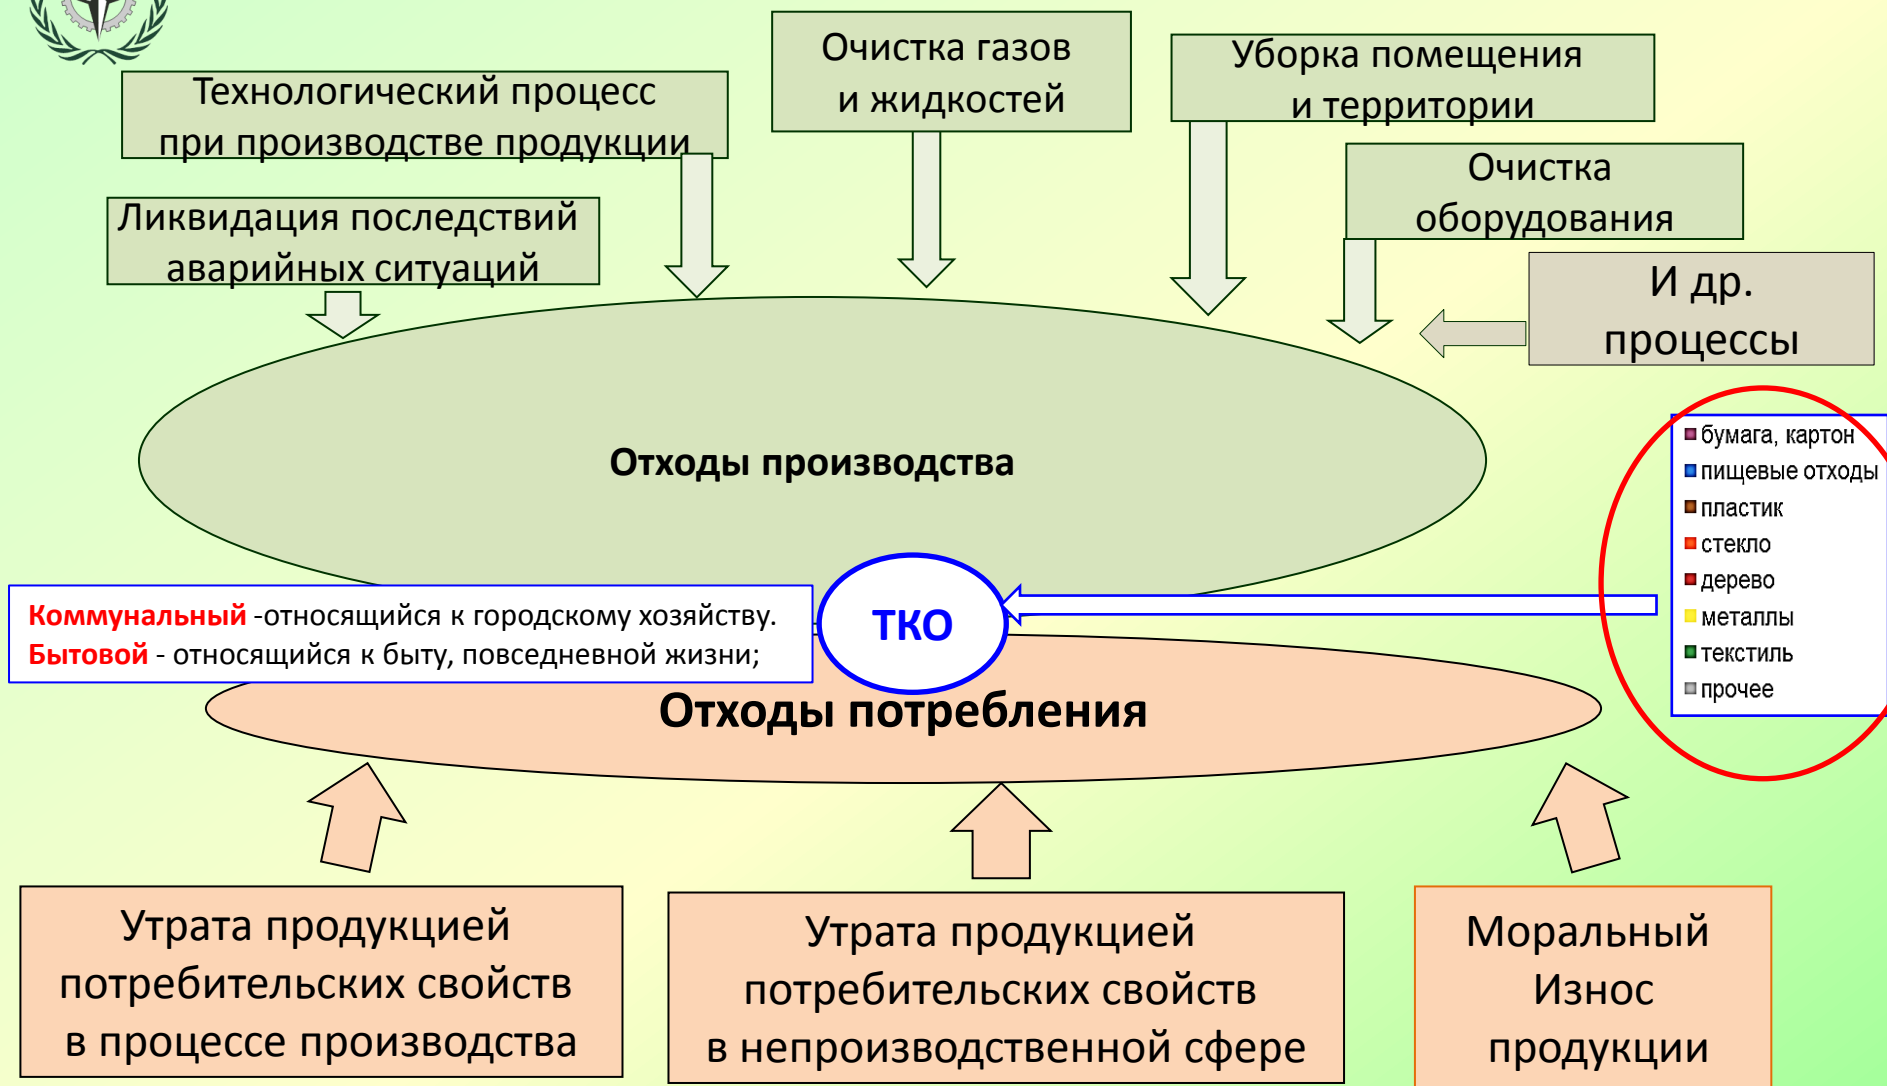 Очистка газов
и жидкостей
Уборка помещения
и территории
Технологический процесс
при производстве продукции
Очистка
оборудования
Ликвидация последствий
аварийных ситуаций
И др.
процессы
Отходы производства
бумага, картон
пищевые отходы
пластик
стекло
дерево
металлы
текстиль
прочее
Коммунальный -относящийся к городскому хозяйству.
Бытовой - относящийся к быту, повседневной жизни;
ТКО
Отходы потребления
Утрата продукцией
потребительских свойств
в процессе производства
Утрата продукцией
потребительских свойств
в непроизводственной сфере
Моральный
Износ
продукции